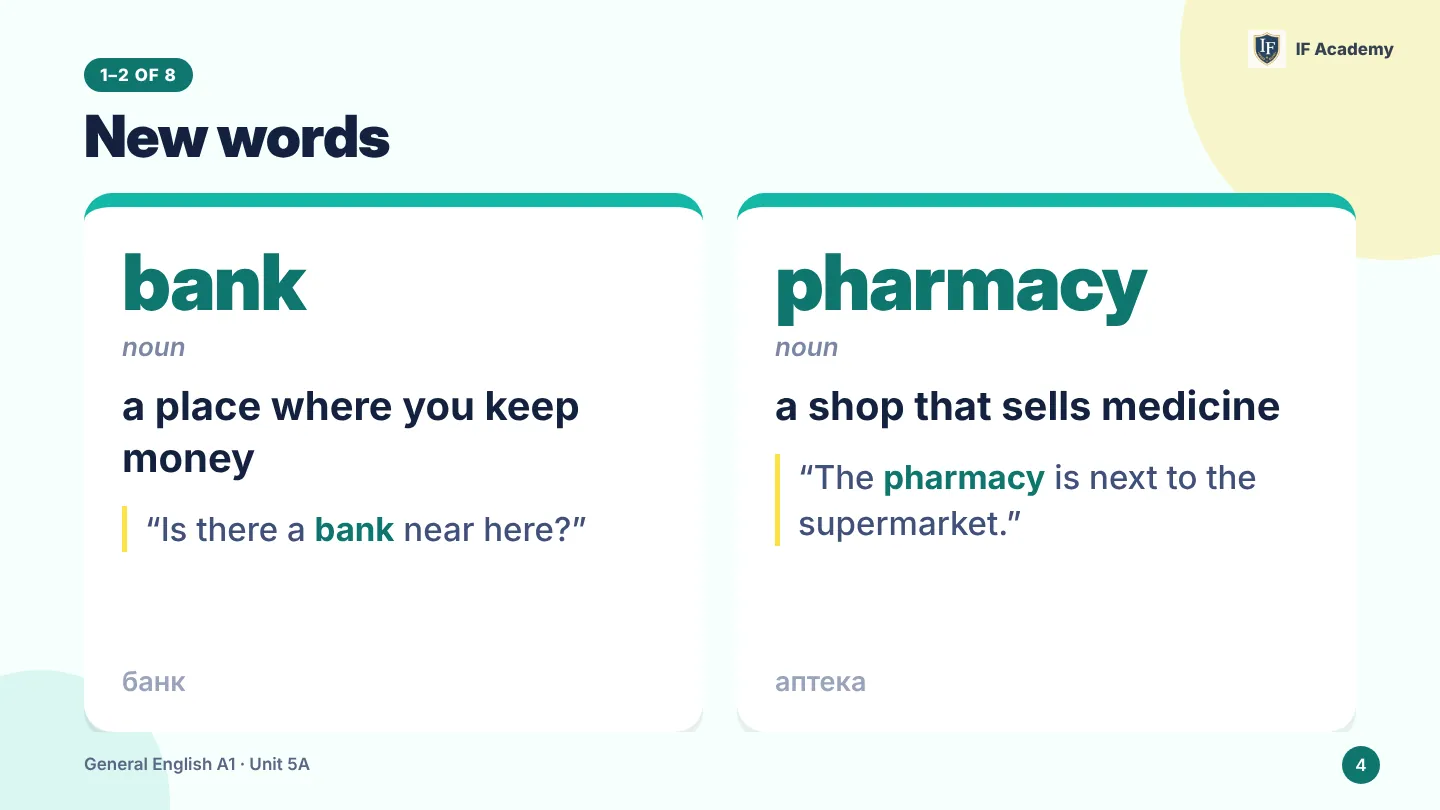 IF Academy
1–2 OF 8
New words
bank
noun
a place where you keep
money
“Is there a bank near here?”
банк
pharmacy
noun
a shop that sells medicine
“The pharmacy is next to the
supermarket.”
аптека
General English A1 · Unit 5A
4